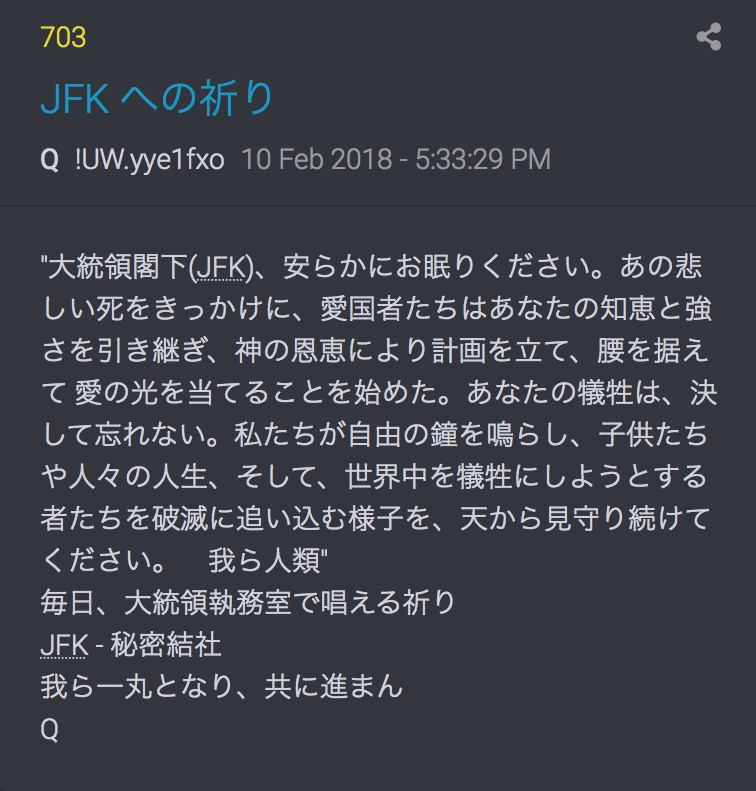 703
JFK への祈り
Q !UW.yye1fxo 10 Feb 2018 - 5:33:29 PM
"大統領閣下(JFK)、安らかにお眠りください。あの悲
しい死をきっかけに、愛国者たちはあなたの知恵と強
さを引き継ぎ、神の恩恵により計画を立て、腰を据え
て 愛の光を当てることを始めた。あなたの犠牲は、決
して忘れない。私たちが自由の鐘を鳴らし、子供たち
や人々の人生、そして、世界中を犠牲にしようとする
者たちを破滅に追い込む様子を、天から見守り続けて
ください。　我ら人類"
毎日、大統領執務室で唱える祈り
JFK - 秘密結社
我ら一丸となり、共に進まん
Q